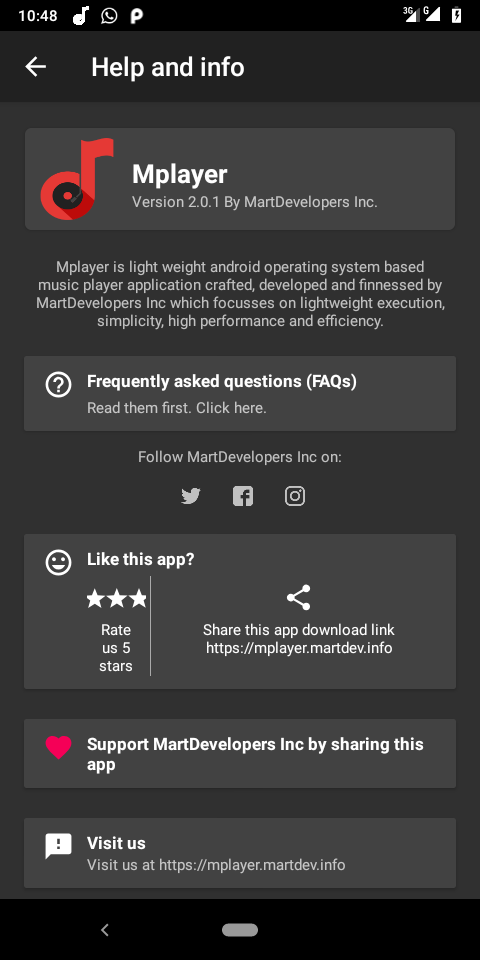 10:48
3G G
Help and info
Mplayer
Version 2.0.1 By MartDevelopers Inc.
Mplayer is light weight android operating system based
music player application crafted, developed and finnessed by
MartDevelopers Inc which focusses on lightweight execution,
simplicity, high performance and efficiency.
Frequently asked questions (FAQs)
Read them first. Click here.
Follow MartDevelopers Inc on:
Like this app?
Rate
us 5
stars
Share this app download link
https://mplayer.martdev.info
Support MartDevelopers Inc by sharing this
app
Visit us
Visit us at https://mplayer.martdev.info